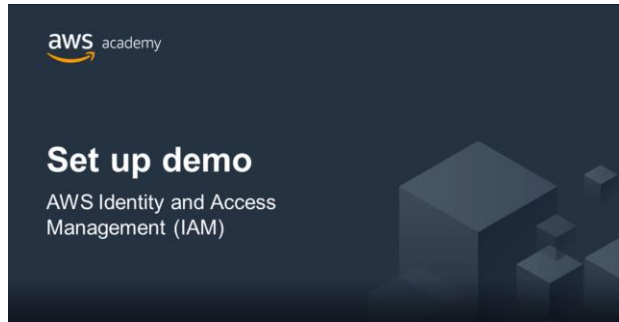 aws academy
Set up demo
AWS Identity and Access
Management (IAM)